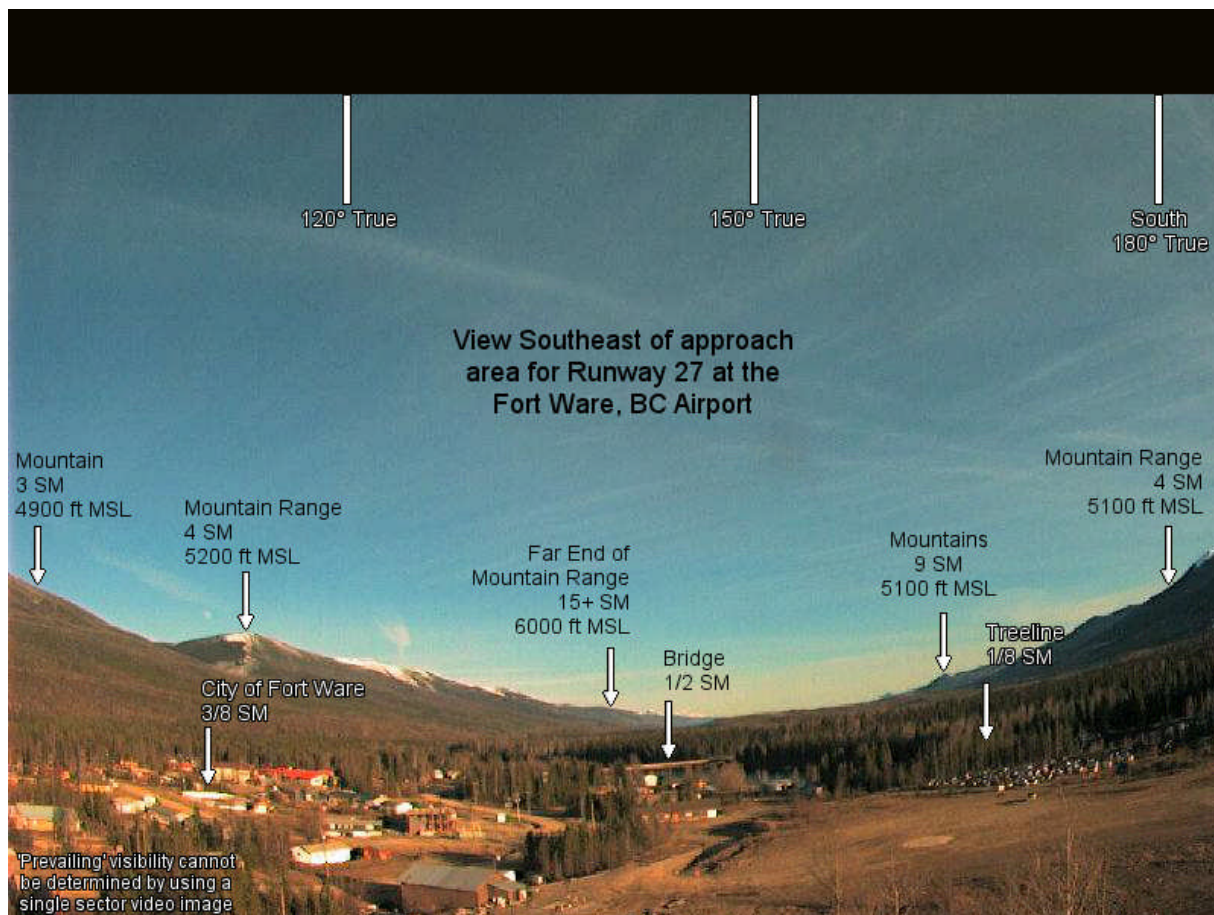 120° True
150° True
South
180° True
View Southeast of approach
area for Runway 27 at the
Fort Ware, BC Airport
Mountain
3 SM
4900 ft MSL
Mountain Range
4 SM
5200 ft MSL
Far End of
Mountain Range
15+ SM
6000 ft MSL
Bridge
1/2 SM
Mountains
9 SM
5100 ft MSL
Mountain Range
4 SM
5100 ft MSL
Treeline
1/8 SM
City of Fort Ware
3/8 SM
'Prevailing' visibility cannot
be determined by using a
single sector video image